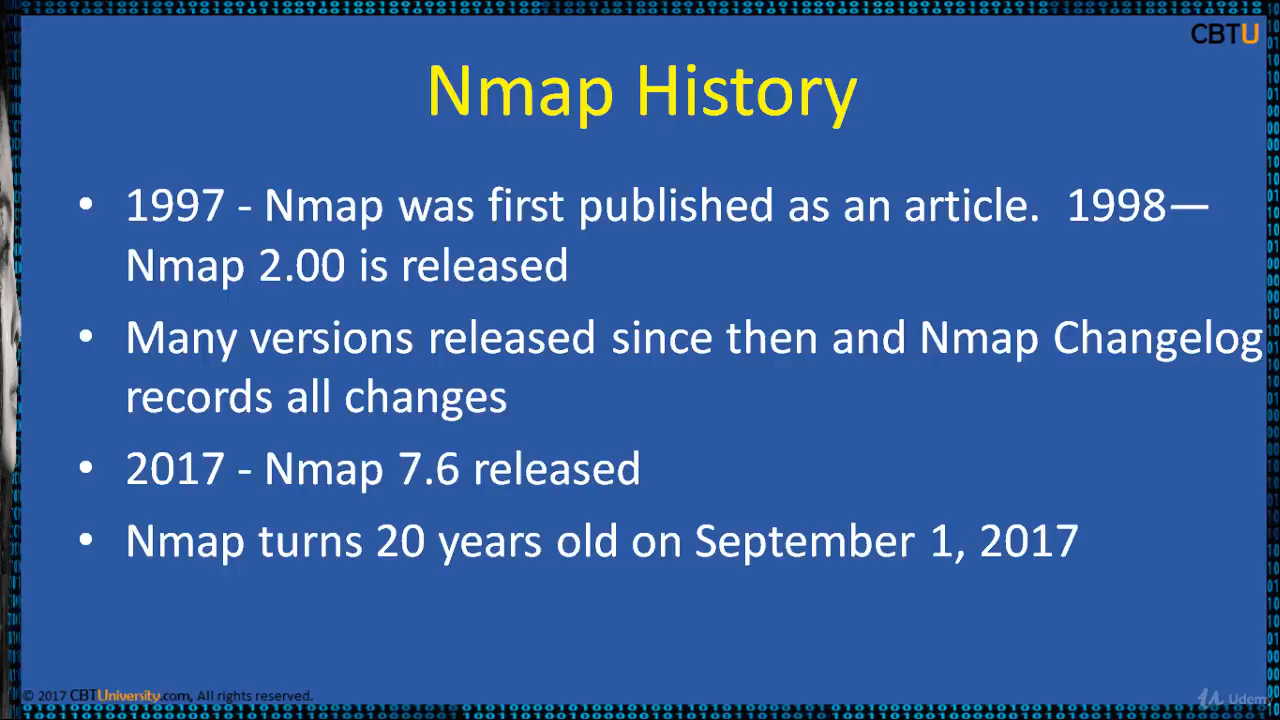 CBTU
Nmap History
• 1997 - Nmap was first published as an article.  1998—
Nmap 2.00 is released
• Many versions released since then and Nmap Changelog
records all changes
• 2017 - Nmap 7.6 released
• Nmap turns 20 years old on September 1, 2017
© 2017 CBTUniversity.com, All rights reserved.
Udemy